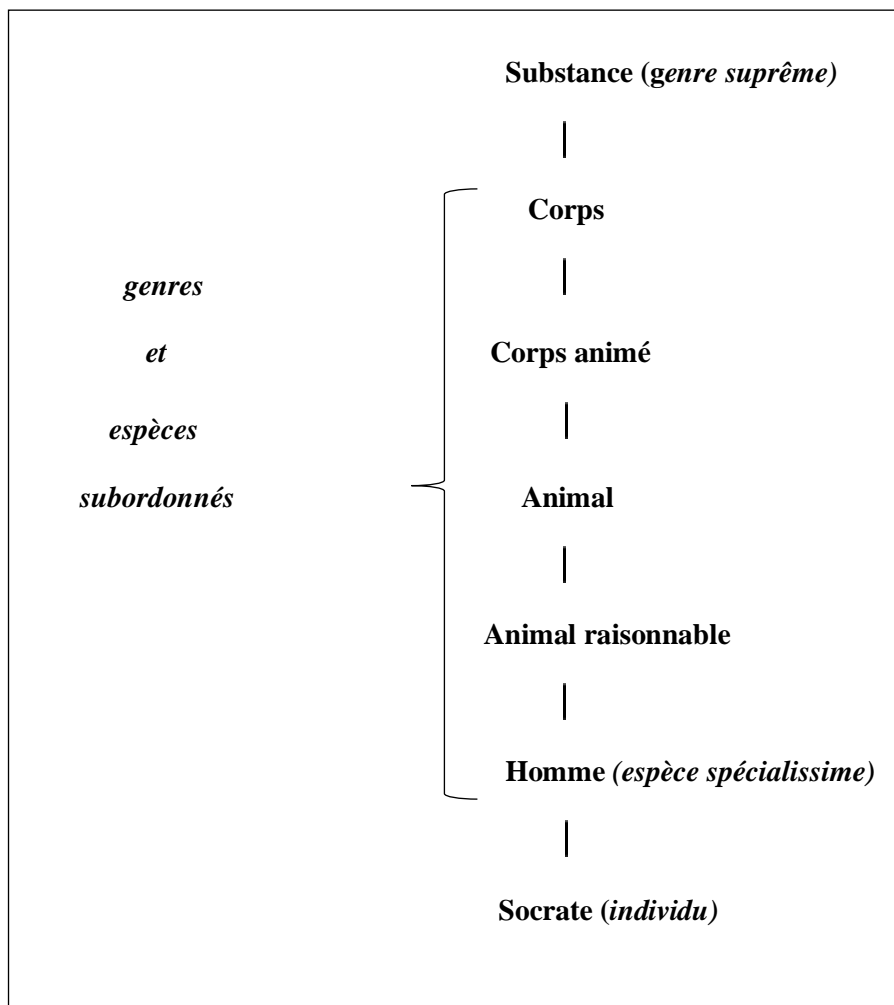 Substance (genre suprême)
Corps
genres
et
Corps animé
espèces
subordonnés
Animal
Animal raisonnable
Homme (espèce spécialissime)
Socrate (individu)